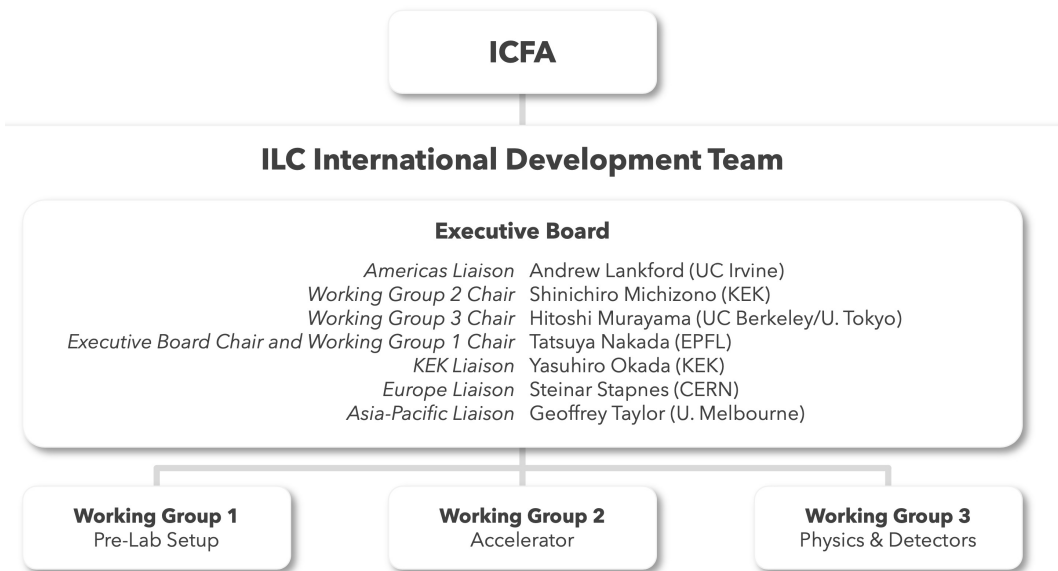 ICFA
ILC International Development Team
Executive Board
Americas Liaison Andrew Lankford (UC Irvine)
Working Group 2 Chair Shinichiro Michizono (KEK)
Working Group 3 Chair Hitoshi Murayama (UC Berkeley/U. Tokyo)
Executive Board Chair and Working Group 1 Chair Tatsuya Nakada (EPFL)
KEK Liaison Yasuhiro Okada (KEK)
Europe Liaison Steinar Stapnes (CERN)
Asia-Pacific Liaison Geoffrey Taylor (U. Melbourne)
Working Group 1
Pre-Lab Setup
Working Group 2
Accelerator
Working Group 3
Physics & Detectors